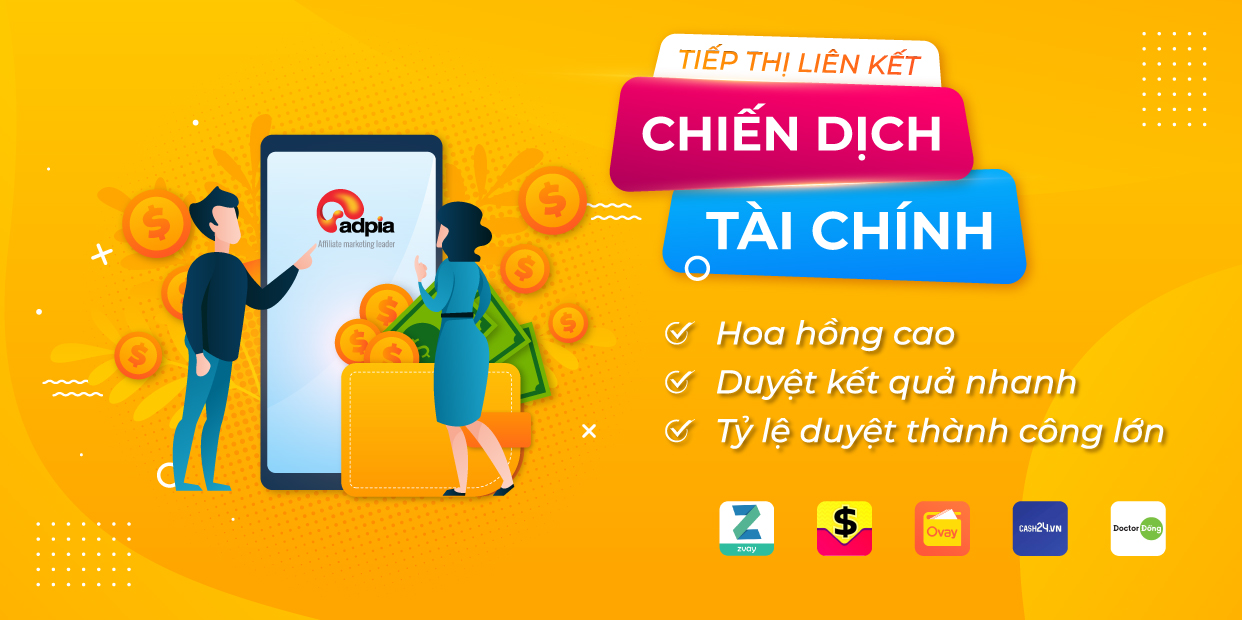 TIẾP THỊ LIÊN KẾT
CHIẾN DỊCH
TÀI CHÍNH
adpia
Affiliate marketing leader
Hoa hồng cao
Duyệt kết quả nhanh
Tỷ lệ duyệt thành công lớn
zvay
$
Ovay
CASH24.VN
Doctor Đồng